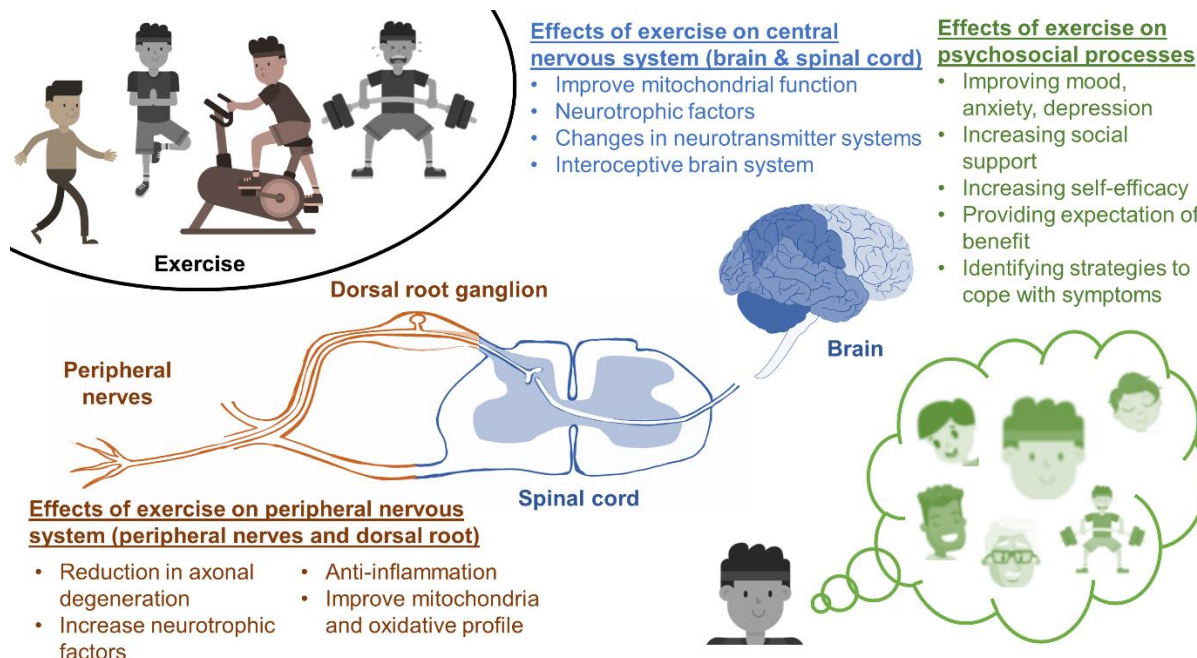 Exercise
Effects of exercise on central
nervous system (brain & spinal cord)
• Improve mitochondrial function
• Neurotrophic factors
• Changes in neurotransmitter systems
• Interoceptive brain system
Effects of exercise on
psychosocial processes
• Improving mood,
anxiety, depression
• Increasing social
support
• Increasing self-efficacy
• Providing expectation of
benefit
• Identifying strategies to
cope with symptoms
Dorsal root ganglion
Peripheral
nerves
Brain
Spinal cord
Effects of exercise on peripheral nervous
system (peripheral nerves and dorsal root)
• Reduction in axonal
degeneration
• Increase neurotrophic
factors
• Anti-inflammation
• Improve mitochondria
and oxidative profile